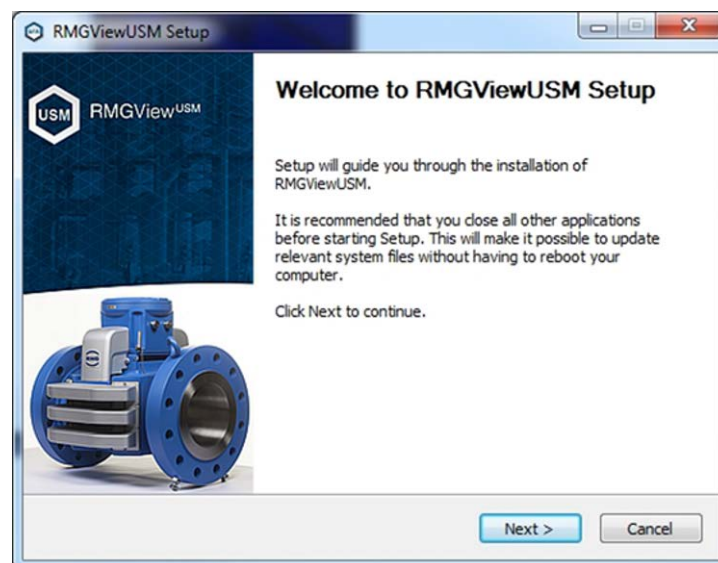 RMGViewUSM Setup
USM RMGViewUSM
Welcome to RMGViewUSM Setup
Setup will guide you through the installation of
RMGViewUSM.
It is recommended that you close all other applications
before starting Setup. This will make it possible to update
relevant system files without having to reboot your
computer.
Click Next to continue.
RMG
Next >
Cancel